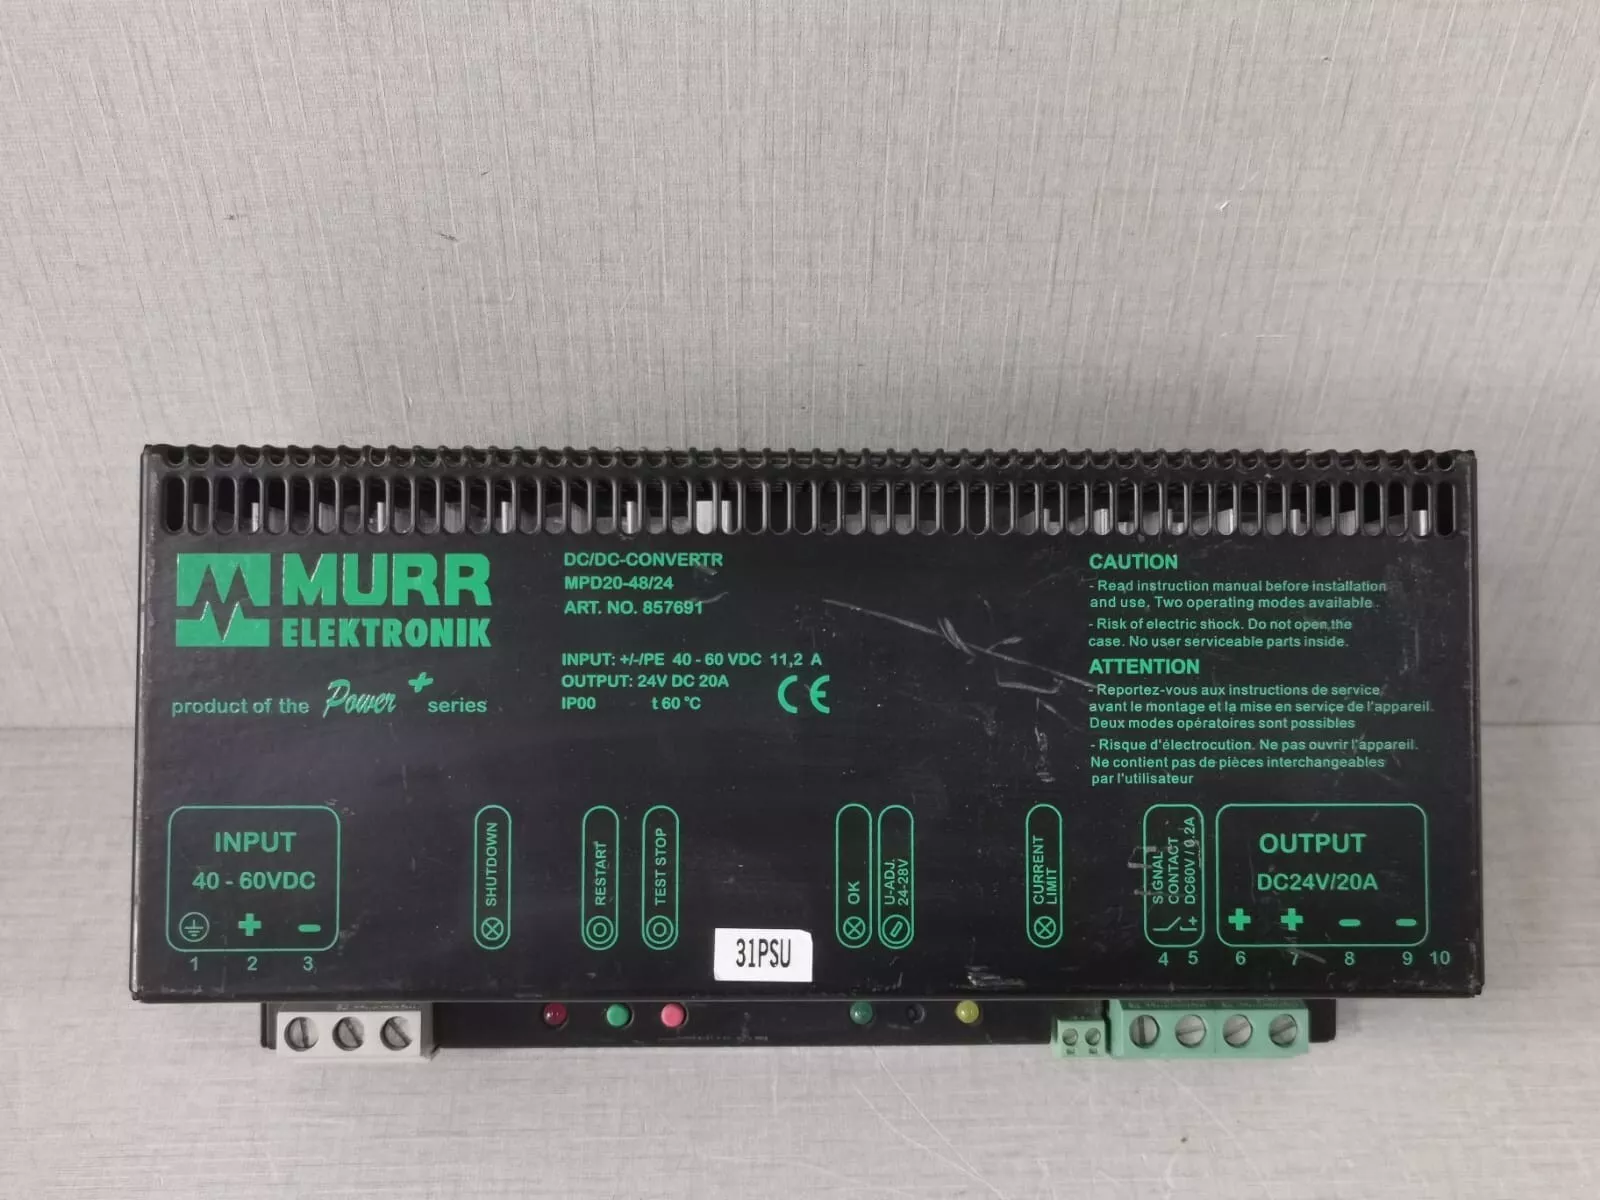 MURR
ELEKTRONIK
product of the Power+ series
DC/DC-CONVERTR
MPD20-48/24
ART. NO. 857691
INPUT: +/-/PE 40 - 60 VDC 11,2 A
OUTPUT: 24V DC 20A
IP00 t 60 °C
CE
CAUTION
- Read instruction manual before installation
and use. Two operating modes available.
- Risk of electric shock. Do not open the
case. No user serviceable parts inside.
ATTENTION
- Reportez-vous aux instructions de service
avant le montage et la mise en service de l'appareil.
Deux modes opératoires sont possibles
- Risque d'électrocution. Ne pas ouvrir l'appareil.
Ne contient pas de pièces interchangeables
par l'utilisateur
INPUT
40 - 60VDC
+ -
1 2 3
SHUTDOWN
RESTART
TEST STOP
31PSU
OK
U-ADJ.
24-28V
CURRENT
LIMIT
SIGNAL
CONTACT
DC60V / 0.2A
+
4 5
OUTPUT
DC24V/20A
+ + - -
6 7 8 9 10